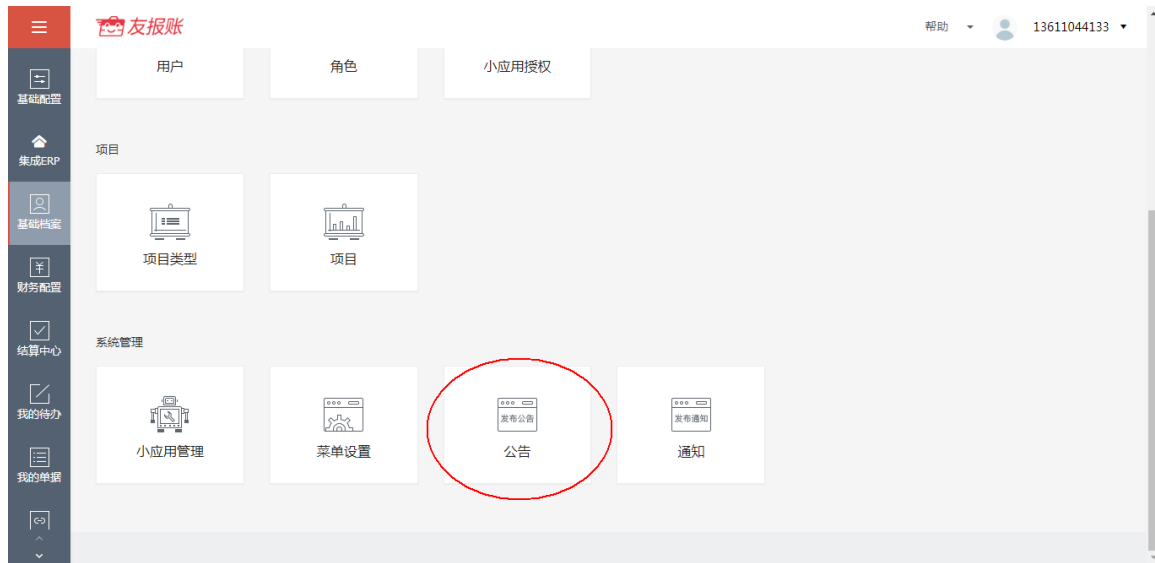 友报账
帮助
13611044133
基础配置
集成ERP
基础档案
财务配置
结算中心
我的待办
我的单据
用户
角色
小应用授权
项目
项目类型
项目
系统管理
小应用管理
菜单设置
发布公告
公告
发布通知
通知